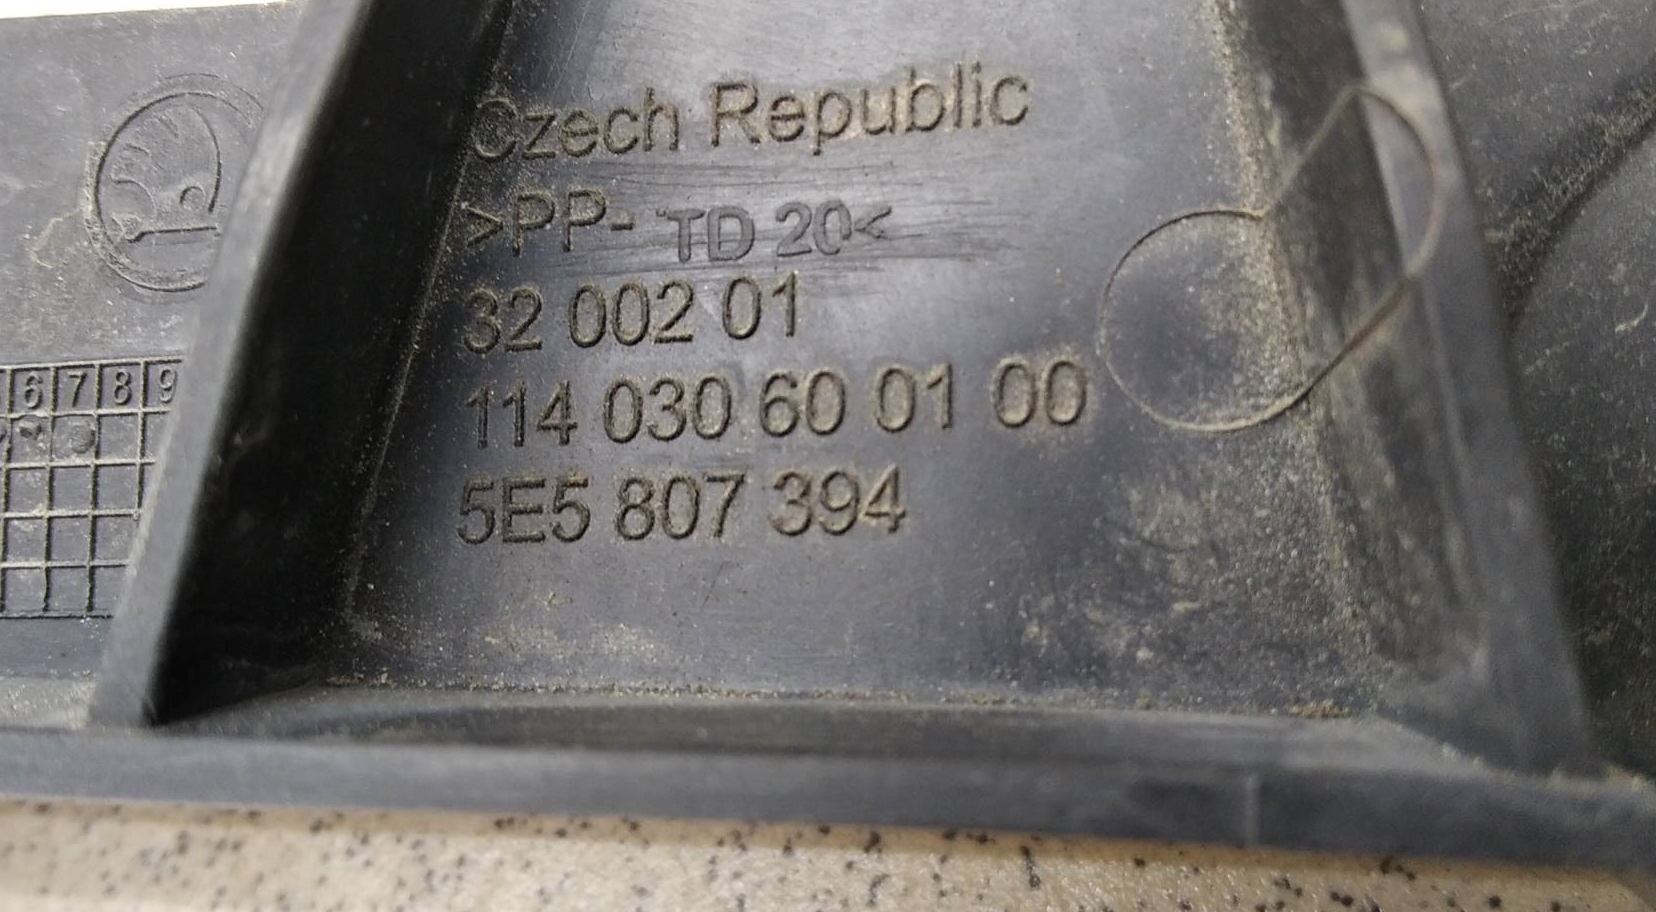 Czech Republic
>PP- TD 20<
32 002 01
114 030 60 01 00
5E5 807 394
6 7 8 9